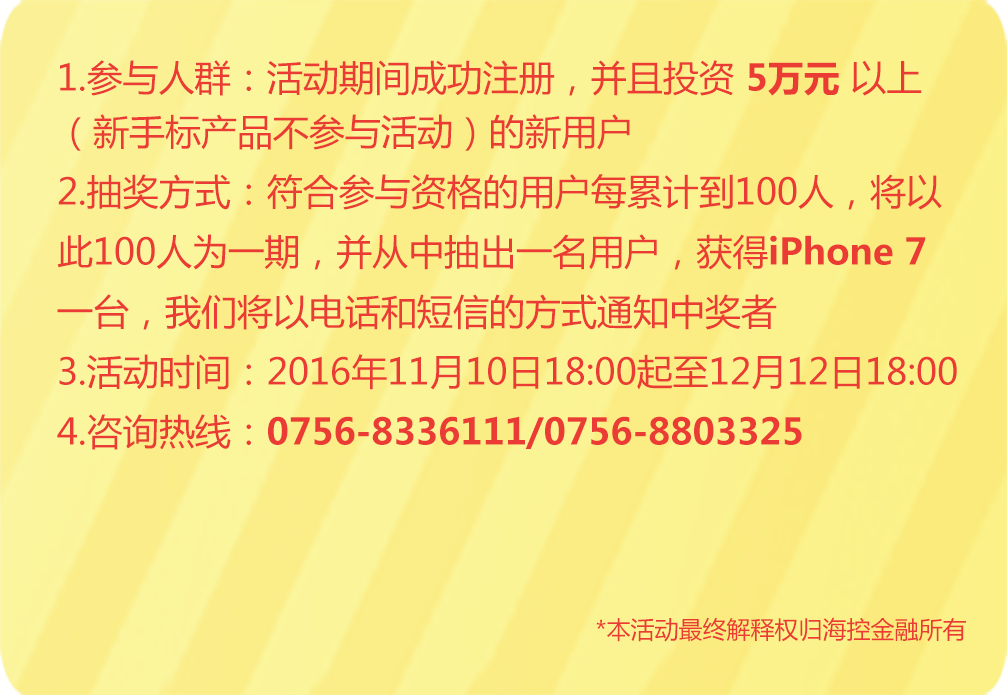 1.参与人群：活动期间成功注册，并且投资 5万元 以上
（新手标产品不参与活动）的新用户
2.抽奖方式：符合参与资格的用户每累计到100人，将以
此100人为一期，并从中抽出一名用户，获得iPhone 7
一台，我们将以电话和短信的方式通知中奖者
3.活动时间：2016年11月10日18:00起至12月12日18:00
4.咨询热线：0756-8336111/0756-8803325
*本活动最终解释权归海控金融所有